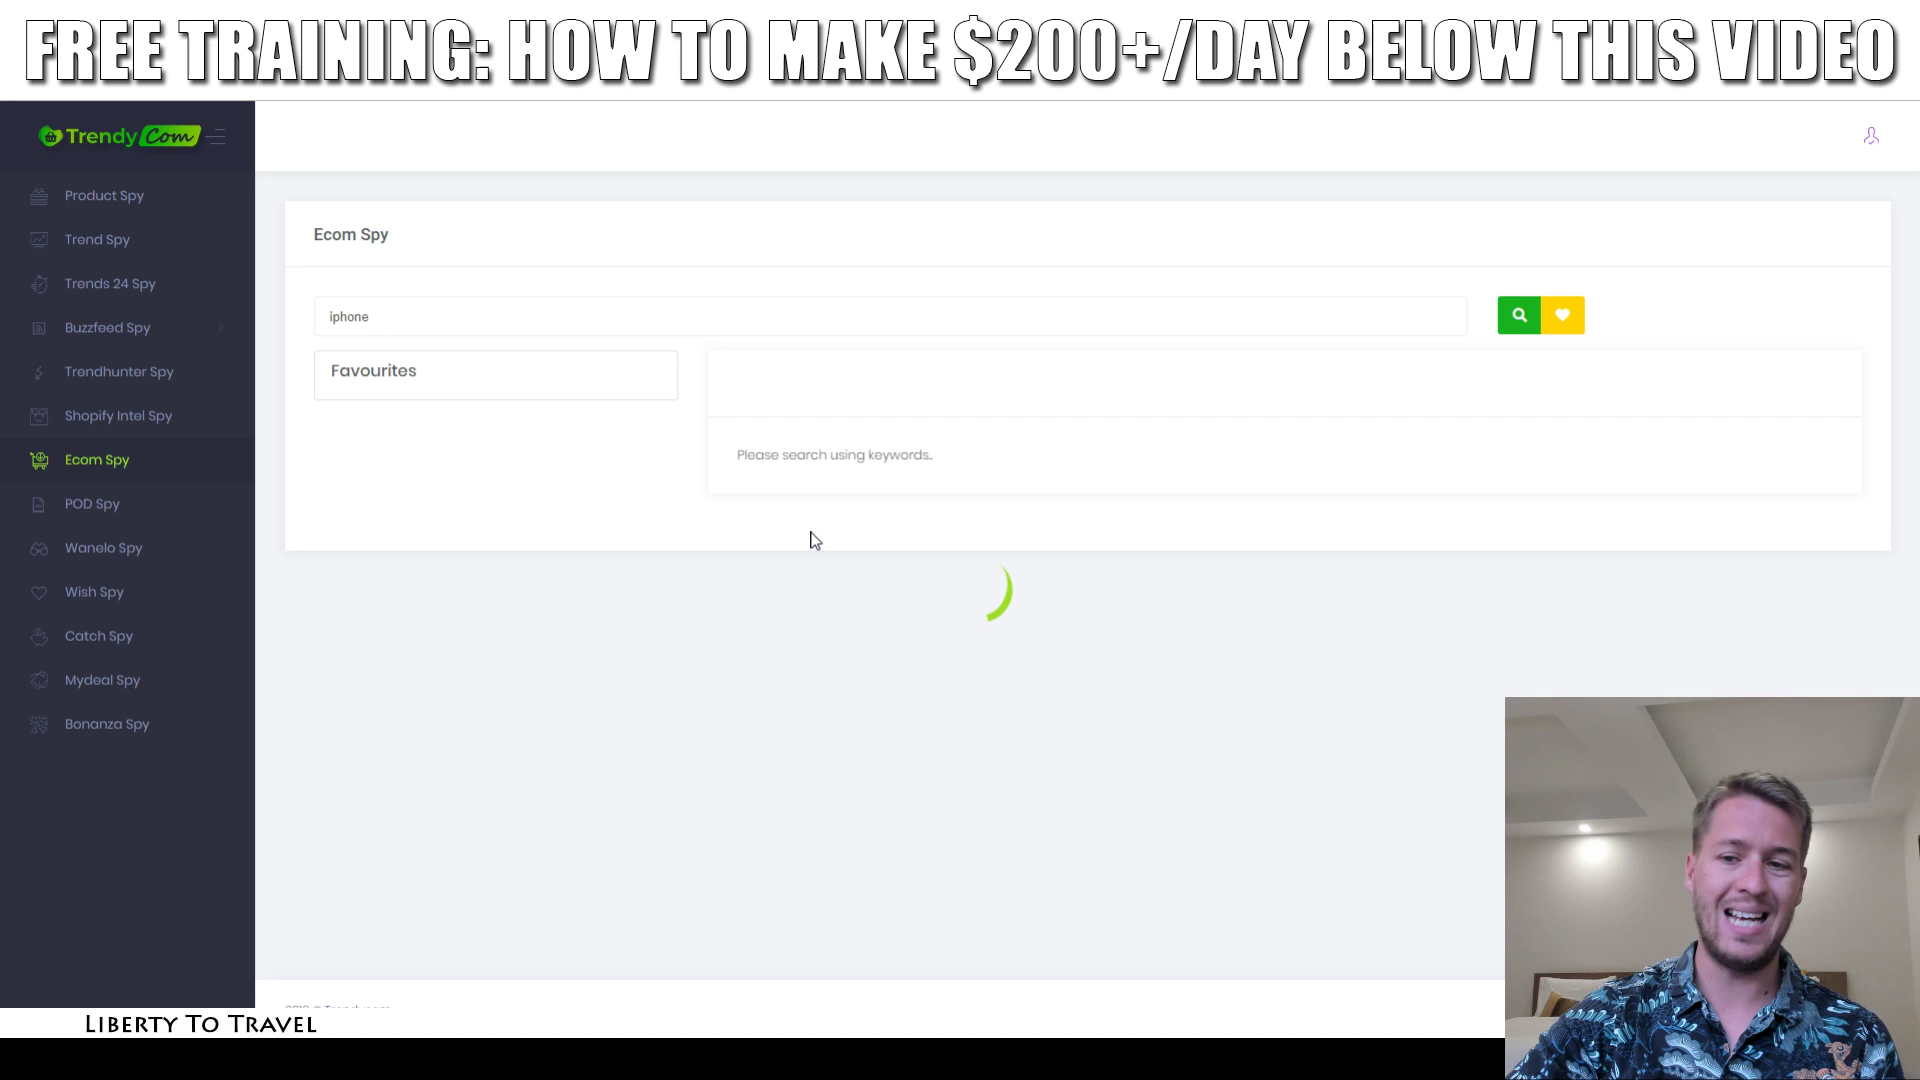 FREE TRAINING: HOW TO MAKE $200+/DAY BELOW THIS VIDEO
Trendy Com
Product Spy
Trend Spy
Trends 24 Spy
Buzzfeed Spy
Trendhunter Spy
Shopify Intel Spy
Ecom Spy
POD Spy
Wanelo Spy
Wish Spy
Catch Spy
Mydeal Spy
Bonanza Spy
Ecom Spy
iphone
Favourites
Please search using keywords..
LIBERTY TO TRAVEL